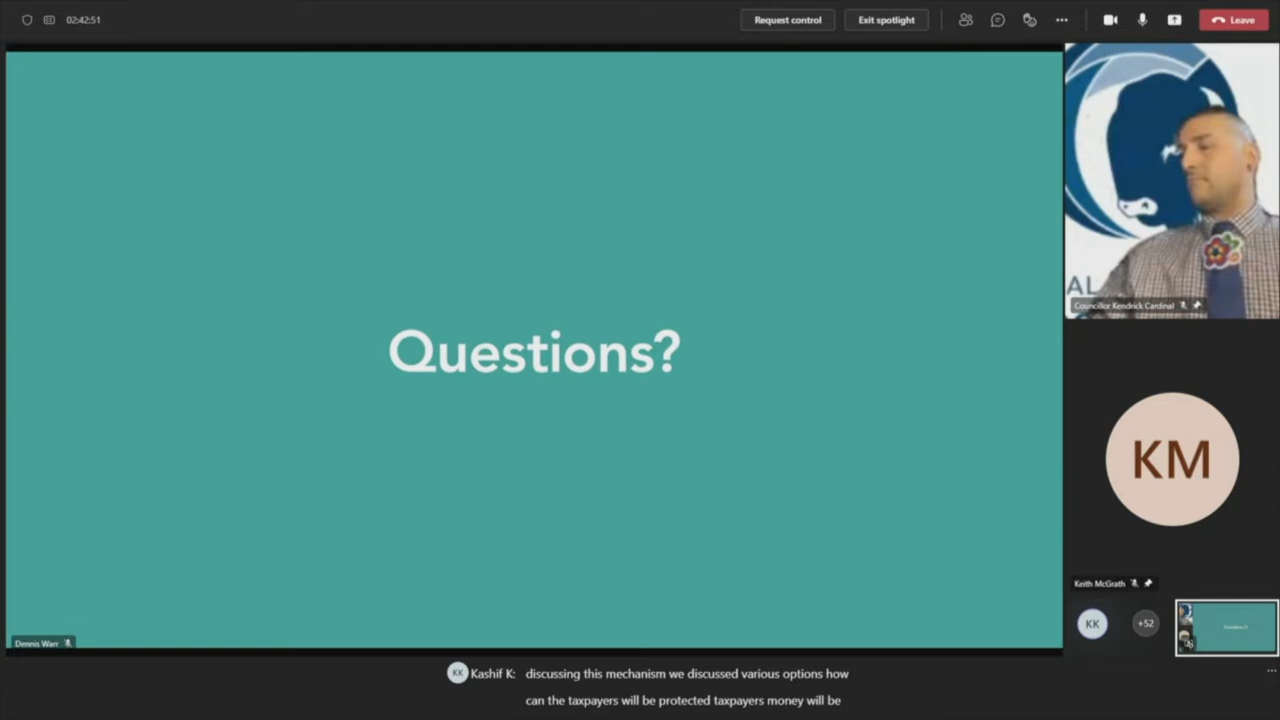 02:42:51
Request control
Exit spotlight
Leave
Questions?
AL
Councillor Kendrick Cardinal
KM
Keith McGrath
KK
+52
Dennis Warr
KK
Kashif K: discussing this mechanism we discussed various options how
can the taxpayers will be protected taxpayers money will be